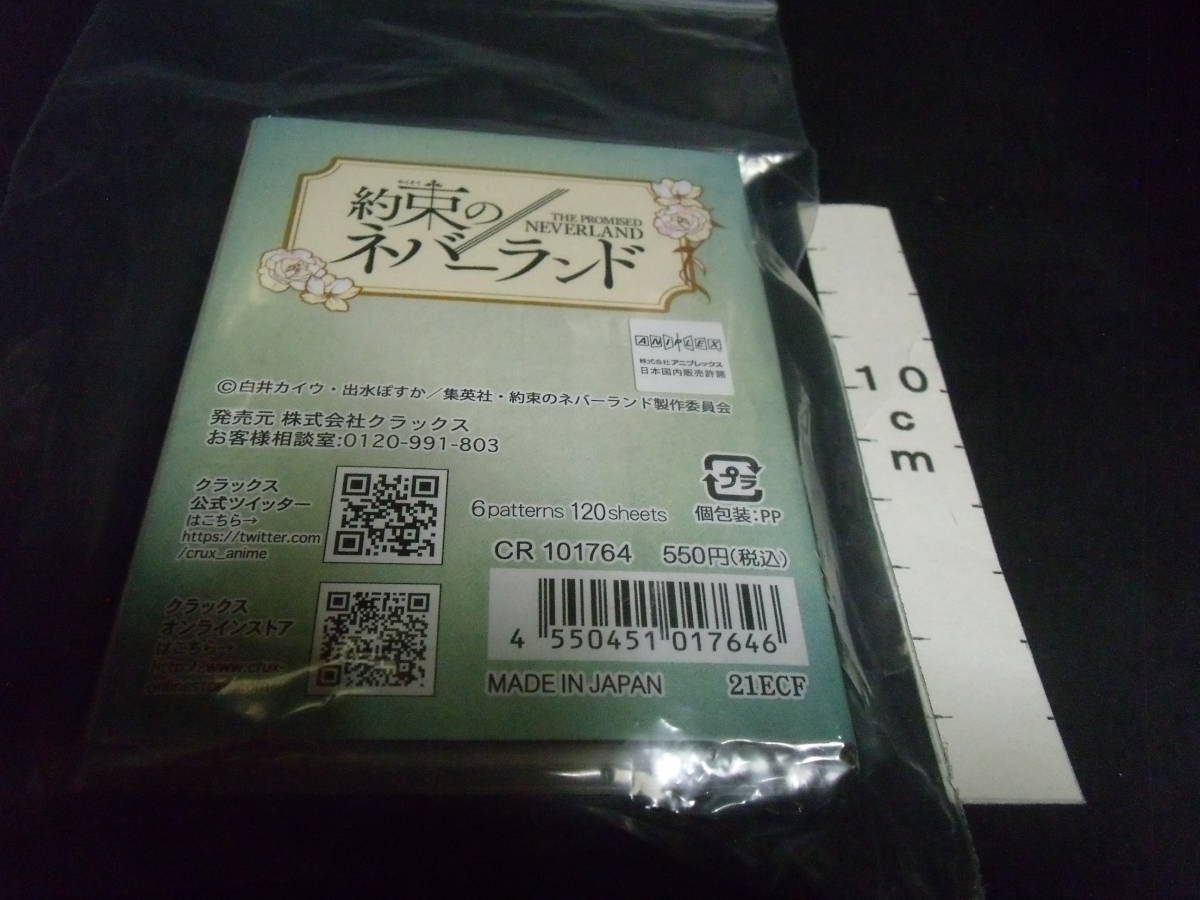 やくそく
約束の
THE PROMISED
NEVERLAND
ネバーランド
ANIPLEX
株式会社アニプレックス
日本国内販売許諾
©白井カイウ・出水ぽすか／集英社・約束のネバーランド製作委員会
発売元 株式会社クラックス
お客様相談室:0120-991-803
クラックス
公式ツイッター
はこちら→
https://twitter.com
/crux_anime
6patterns 120sheets
プラ
個包装:PP
CR 101764 550円(税込)
4 550451 017646
クラックス
オンラインストア
はこちら→
http://www.crux-
MADE IN JAPAN 21ECF
10
cm